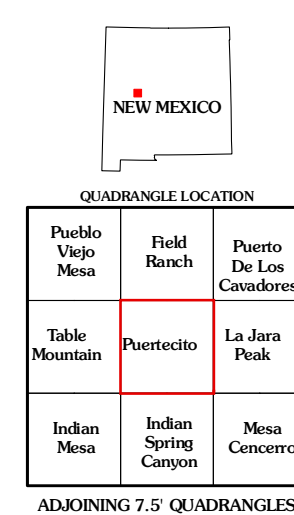 NEW MEXICO
QUADRANGLE LOCATION
Pueblo
Viejo
Mesa
Field
Ranch
Puerto
De Los
Cavadores
Table
Mountain
Puertecito
La Jara
Peak
Indian
Mesa
Indian
Spring
Canyon
Mesa
Cencerro
ADJOINING 7.5' QUADRANGLES